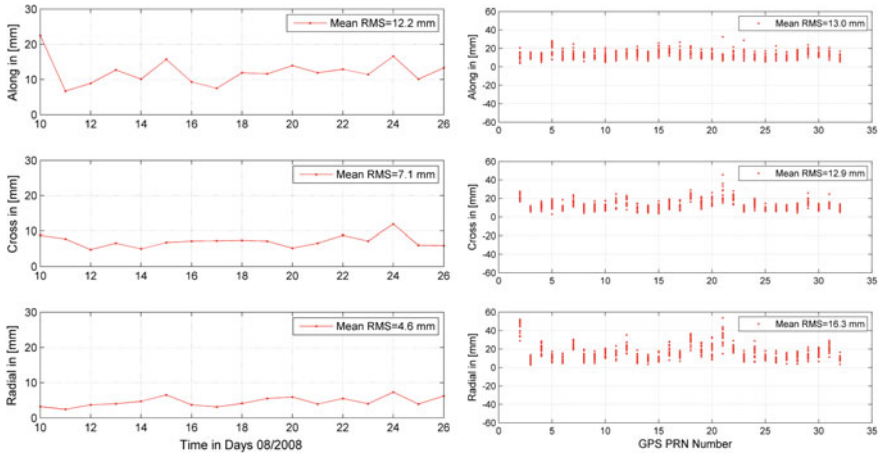 Along in [mm]
30
20
10
0
Mean RMS=12.2 mm
10 12 14 16 18 20 22 24 26
Cross in [mm]
30
20
10
0
Mean RMS=7.1 mm
10 12 14 16 18 20 22 24 26
Radial in [mm]
30
20
10
0
Mean RMS=4.6 mm
10 12 14 16 18 20 22 24 26
Time in Days 08/2008
Along in [mm]
60
40
20
0
-20
-40
-60
Mean RMS=13.0 mm
0 5 10 15 20 25 30 35
Cross in [mm]
60
40
20
0
-20
-40
-60
Mean RMS=12.9 mm
0 5 10 15 20 25 30 35
Radial in [mm]
60
40
20
0
-20
-40
-60
Mean RMS=16.3 mm
0 5 10 15 20 25 30 35
GPS PRN Number